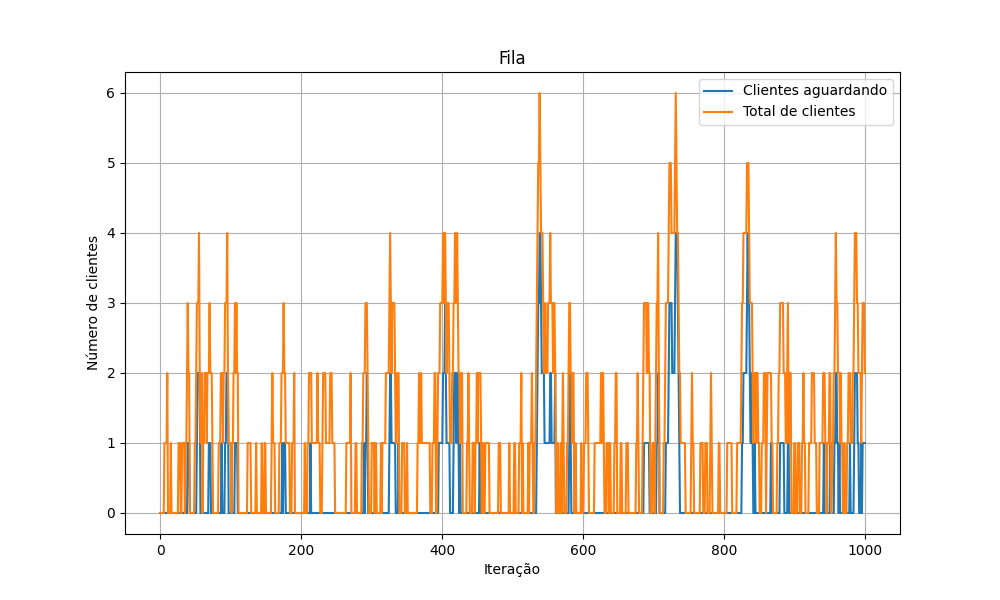 Fila
Clientes aguardando
Total de clientes
Número de clientes
6
5
4
3
2
1
0
0 200 400 600 800 1000
Iteração